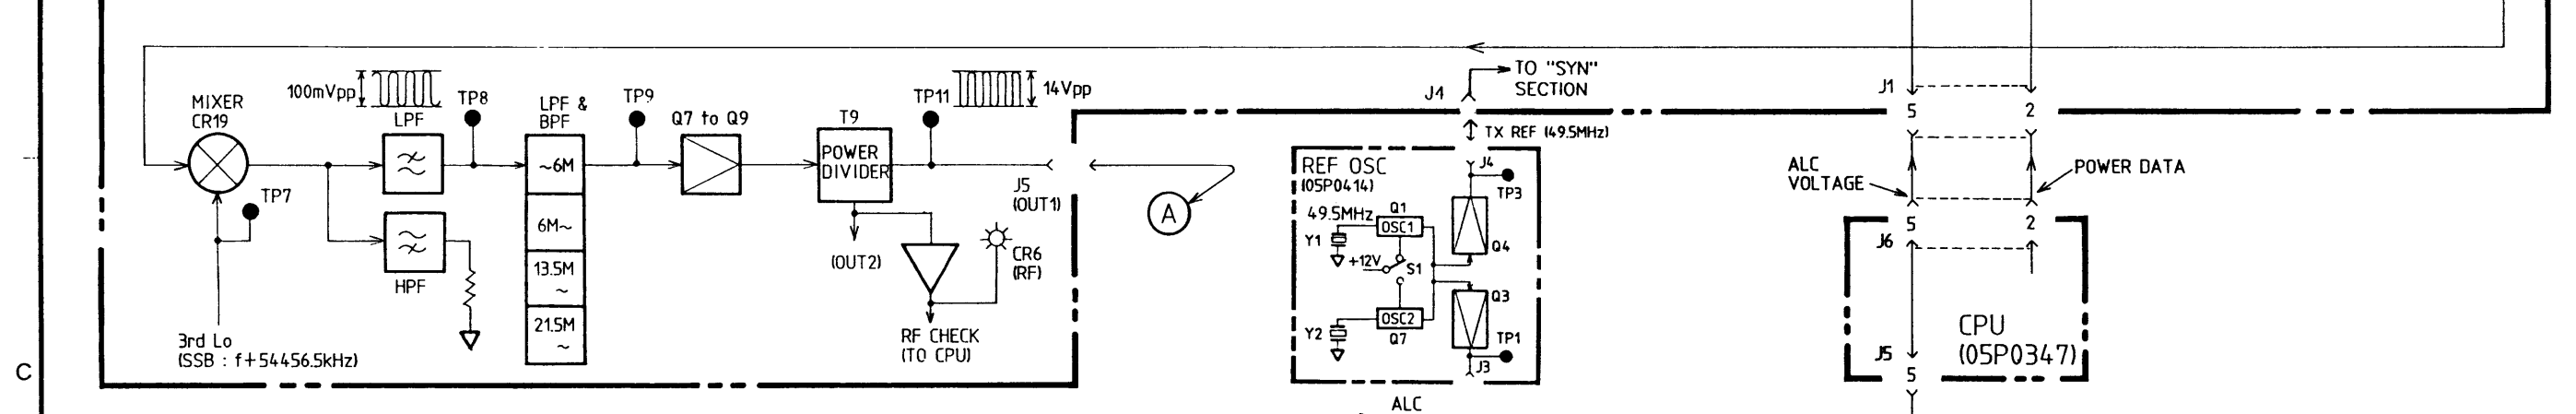 TO "SYN"
SECTION
J4
J1
5
2
TX REF (49.5MHz)
100mVpp
14Vpp
MIXER
CR19
LPF
TP8
LPF &
BPF
TP9
Q7 to Q9
T9
TP11
~6M
POWER
DIVIDER
J5
(OUT1)
TP7
6M~
HPF
13.5M
~
21.5M
~
(OUT2)
CR6
(RF)
RF CHECK
(TO CPU)
3rd Lo
(SSB : f+54456.5kHz)
A
REF OSC
(05P0414)
J4
TP3
49.5MHz
Q1
OSC1
Y1
Q4
+12V
S1
Q3
Y2
OSC2
Q7
TP1
J3
ALC
ALC
VOLTAGE
POWER DATA
5
2
J6
CPU
(05P0347)
J5
5
C